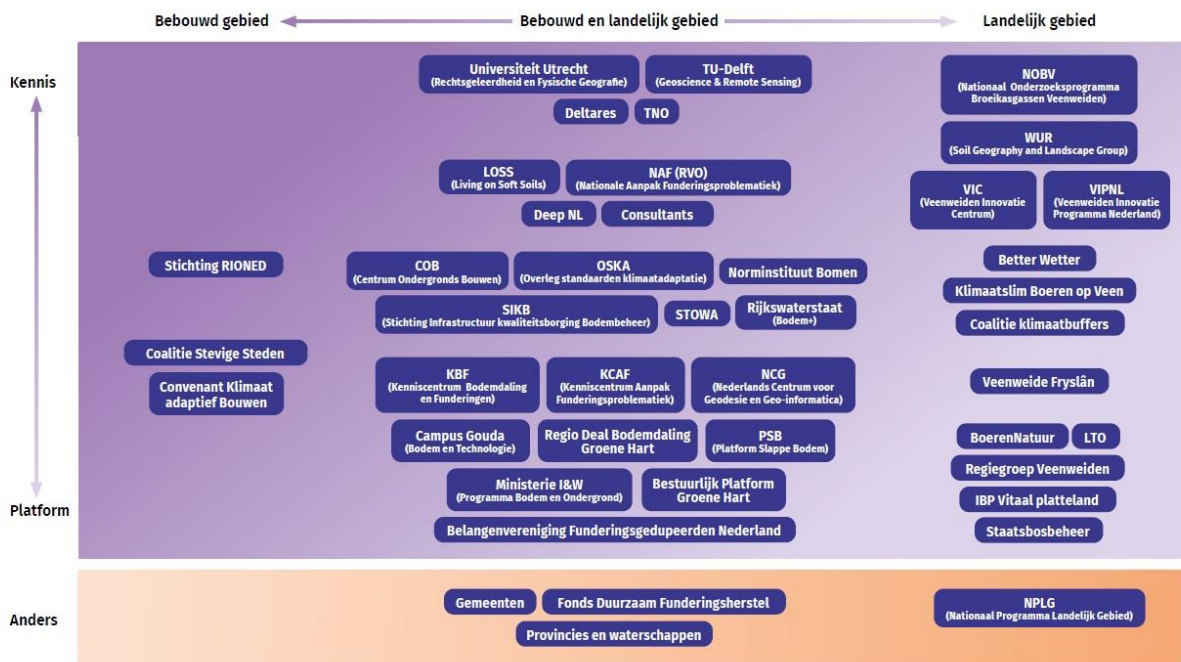 Bebouwd gebied
Bebouwd en landelijk gebied
Landelijk gebied
Kennis
Universiteit Utrecht
(Rechtsgeleerdheid en Fysische Geografie)
TU-Delft
(Geoscience & Remote Sensing)
NOBV
(Nationaal Onderzoeksprogramma
Broeikasgassen Veenweiden)
Deltares
TNO
WUR
(Soil Geography and Landscape Group)
LOSS
(Living on Soft Soils)
NAF (RVO)
(Nationale Aanpak Funderingsproblematiek)
VIC
(Veenweiden Innovatie
Centrum)
VIPNL
(Veenweiden Innovatie
Programma Nederland)
Deep NL
Consultants
Stichting RIONED
COB
(Centrum Ondergronds Bouwen)
OSKA
(Overleg standaarden klimaatadaptatie)
Norminstituut Bomen
Better Wetter
Klimaatslim Boeren op Veen
SIKB
(Stichting Infrastructuur kwaliteitsborging Bodembeheer)
STOWA
Rijkswaterstaat
(Bodem+)
Coalitie klimaatbuffers
Coalitie Stevige Steden
Convenant Klimaat
adaptief Bouwen
KBF
(Kenniscentrum Bodemdaling
en Funderingen)
KCAF
(Kenniscentrum Aanpak
Funderingsproblematiek)
NCG
(Nederlands Centrum voor
Geodesie en Geo-informatica)
Veenweide Fryslân
Campus Gouda
(Bodem en Technologie)
Regio Deal Bodemdaling
Groene Hart
PSB
(Platform Slappe Bodem)
BoerenNatuur
LTO
Regiegroep Veenweiden
Ministerie I&W
(Programma Bodem en Ondergrond)
Bestuurlijk Platform
Groene Hart
IBP Vitaal platteland
Platform
Belangenvereniging Funderingsgedupeerden Nederland
Staatsbosbeheer
Anders
Gemeenten
Fonds Duurzaam Funderingsherstel
Provincies en waterschappen
NPLG
(Nationaal Programma Landelijk Gebied)